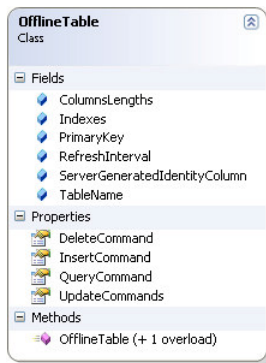 OfflineTable
Class
Fields
ColumnsLengths
Indexes
PrimaryKey
RefreshInterval
ServerGeneratedIdentityColumn
TableName
Properties
DeleteCommand
InsertCommand
QueryCommand
UpdateCommands
Methods
OfflineTable (+ 1 overload)